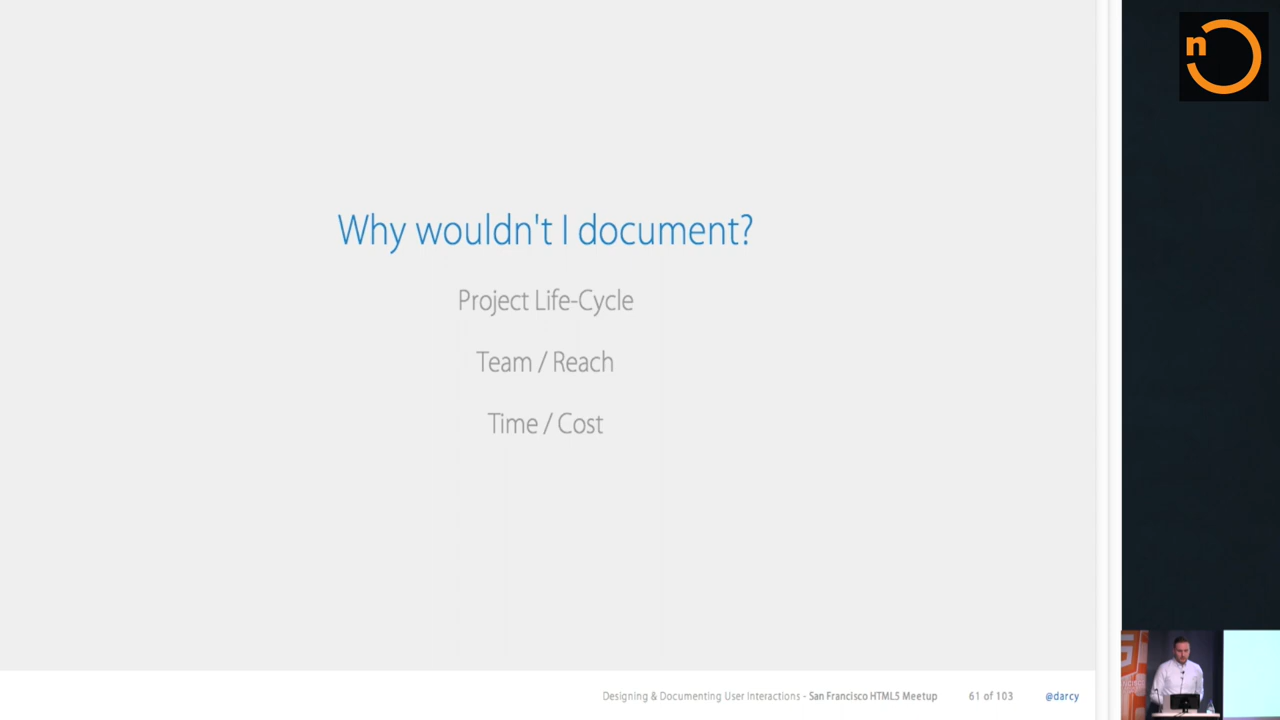 n
Why wouldn't I document?
Project Life-Cycle
Team / Reach
Time / Cost
Designing & Documenting User Interactions - San Francisco HTML5 Meetup 61 of 103 @darcy